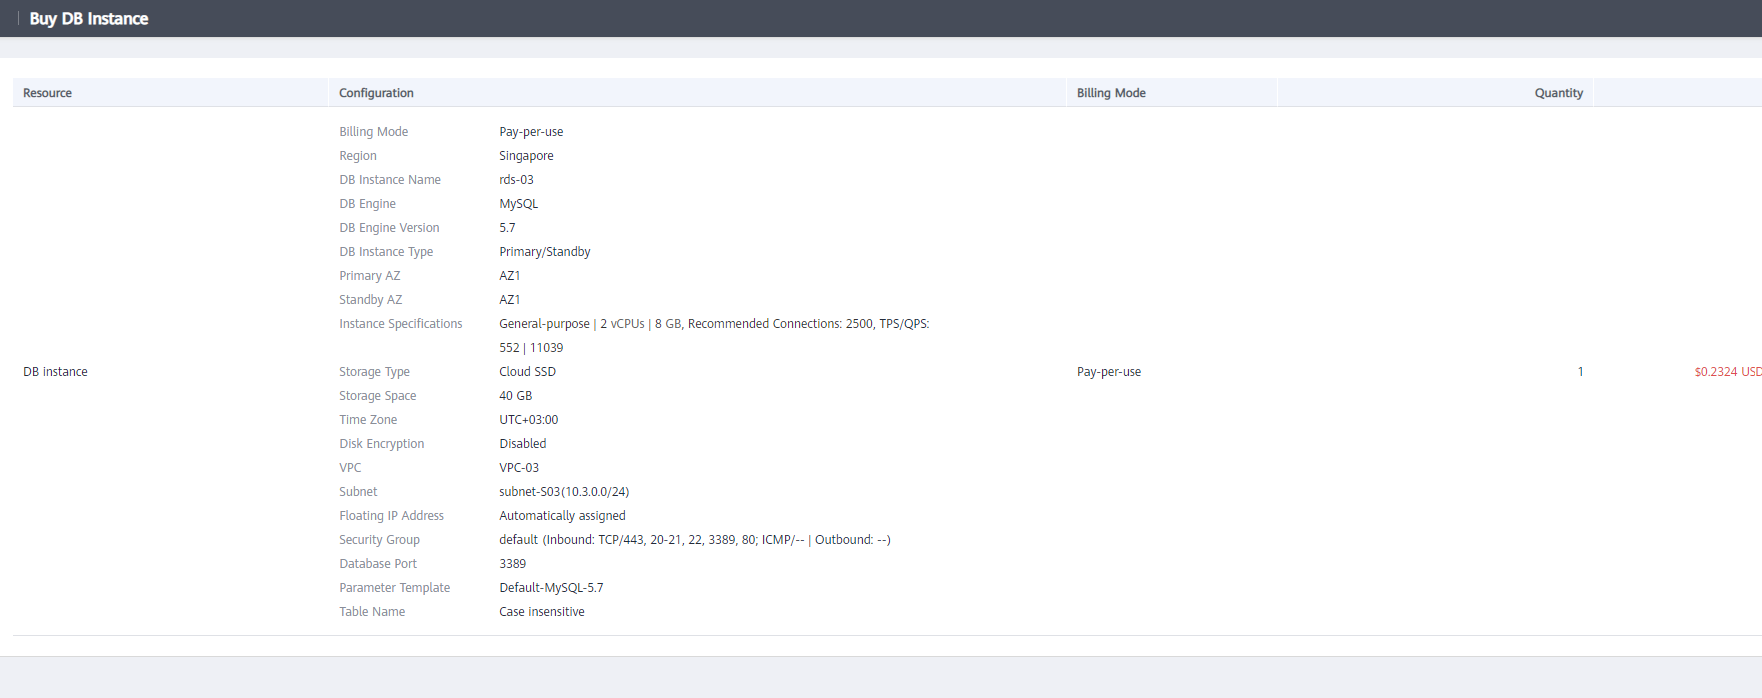 Buy DB Instance
Resource Configuration Billing Mode Quantity
Billing Mode Pay-per-use
Region Singapore
DB Instance Name rds-03
DB Engine MySQL
DB Engine Version 5.7
DB Instance Type Primary/Standby
Primary AZ AZ1
Standby AZ AZ1
Instance Specifications General-purpose | 2 vCPUs | 8 GB, Recommended Connections: 2500, TPS/QPS:
552 | 11039
DB instance Storage Type Cloud SSD Pay-per-use 1 $0.2324 USD
Storage Space 40 GB
Time Zone UTC+03:00
Disk Encryption Disabled
VPC VPC-03
Subnet subnet-S03(10.3.0.0/24)
Floating IP Address Automatically assigned
Security Group default (Inbound: TCP/443, 20-21, 22, 3389, 80; ICMP/-- | Outbound: --)
Database Port 3389
Parameter Template Default-MySQL-5.7
Table Name Case insensitive